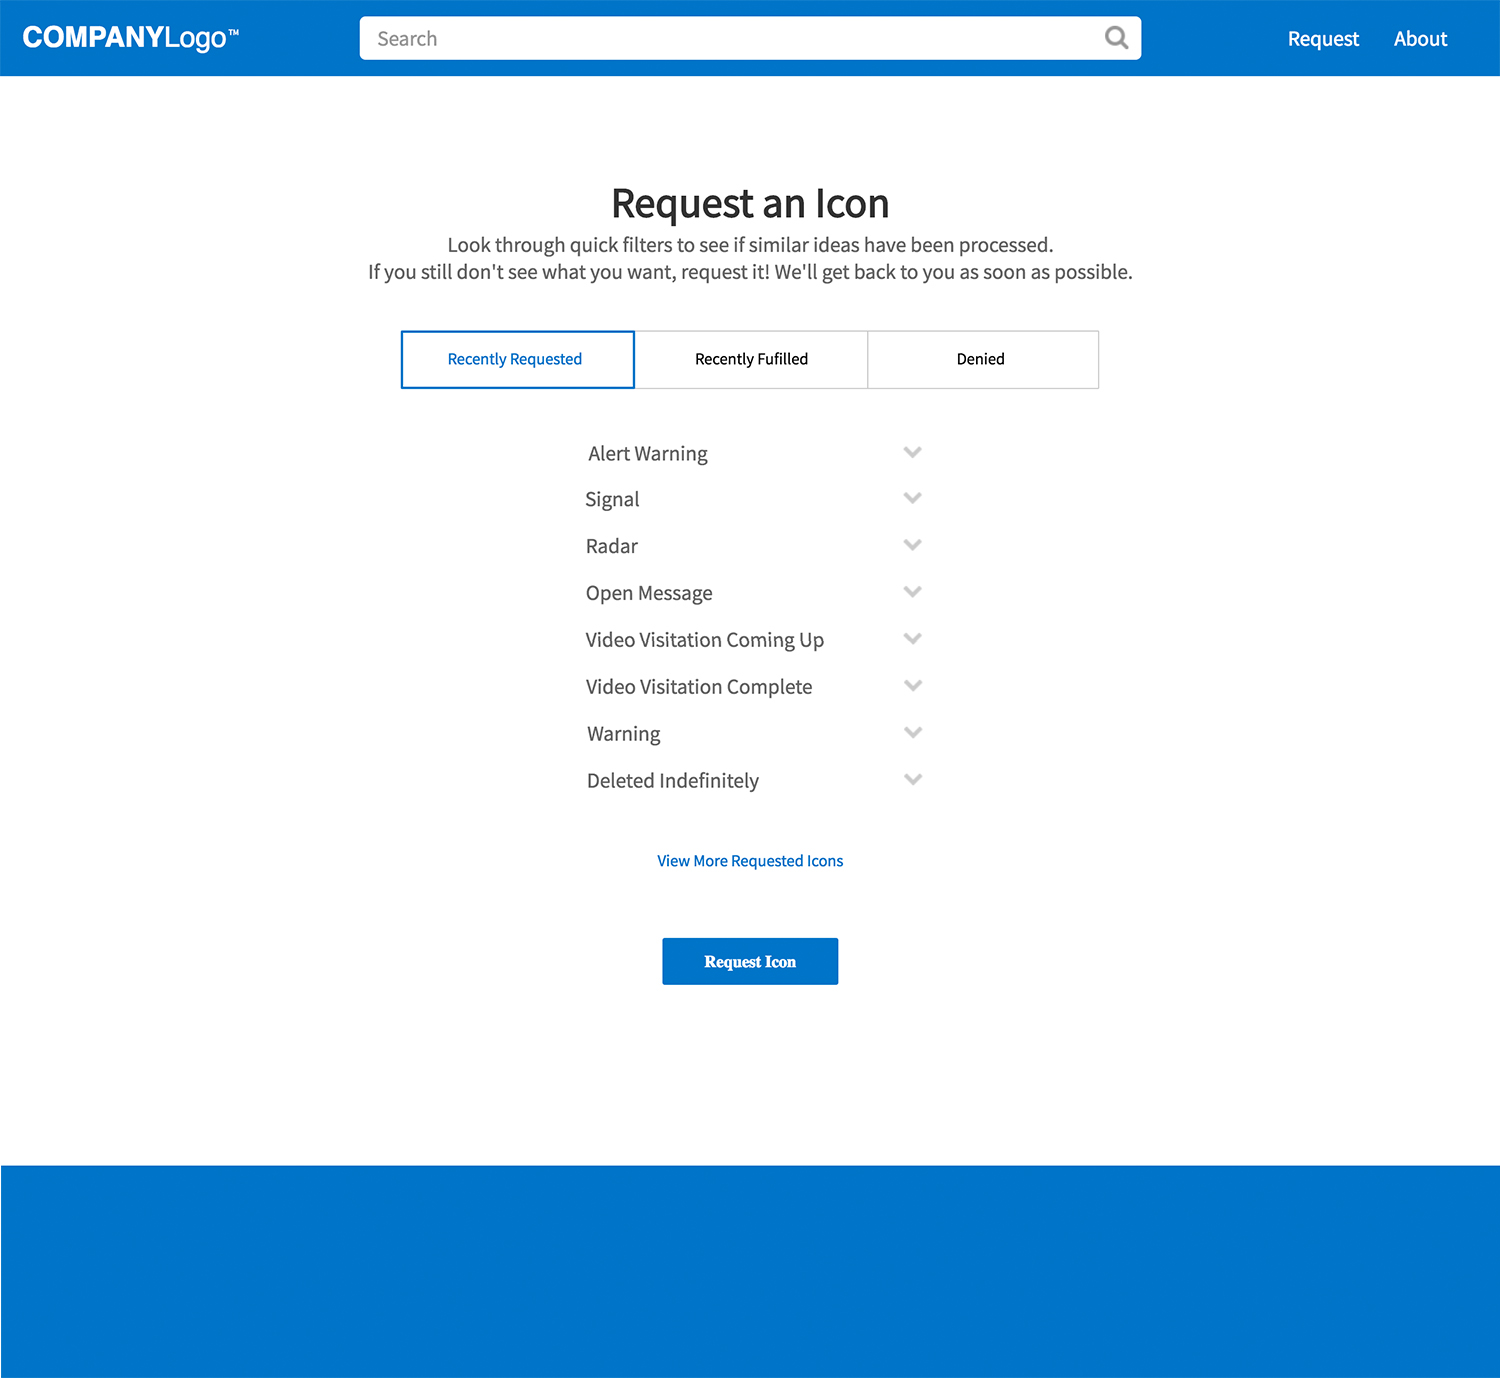 COMPANYLogo™
Search
Request
About
Request an Icon
Look through quick filters to see if similar ideas have been processed.
If you still don't see what you want, request it! We'll get back to you as soon as possible.
Recently Requested
Recently Fufilled
Denied
Alert Warning
Signal
Radar
Open Message
Video Visitation Coming Up
Video Visitation Complete
Warning
Deleted Indefinitely
View More Requested Icons
Request Icon